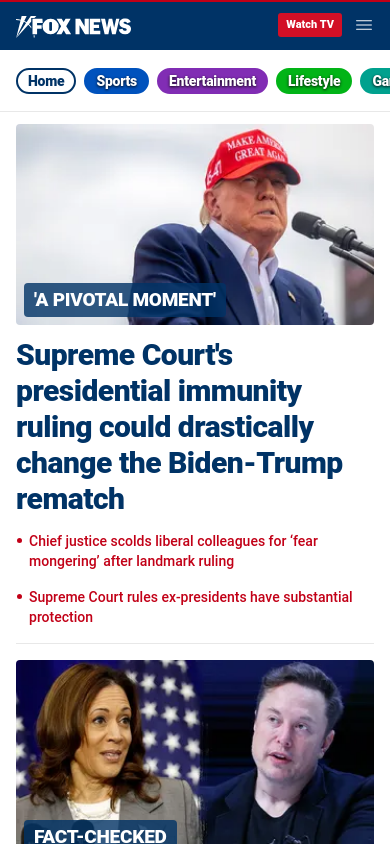 FOX NEWS
Watch TV
Home
Sports
Entertainment
Lifestyle
MAKE AMERICA
GREAT AGAIN
'A PIVOTAL MOMENT'
Supreme Court's
presidential immunity
ruling could drastically
change the Biden-Trump
rematch
• Chief justice scolds liberal colleagues for ‘fear
mongering’ after landmark ruling
• Supreme Court rules ex-presidents have substantial
protection
FACT-CHECKED